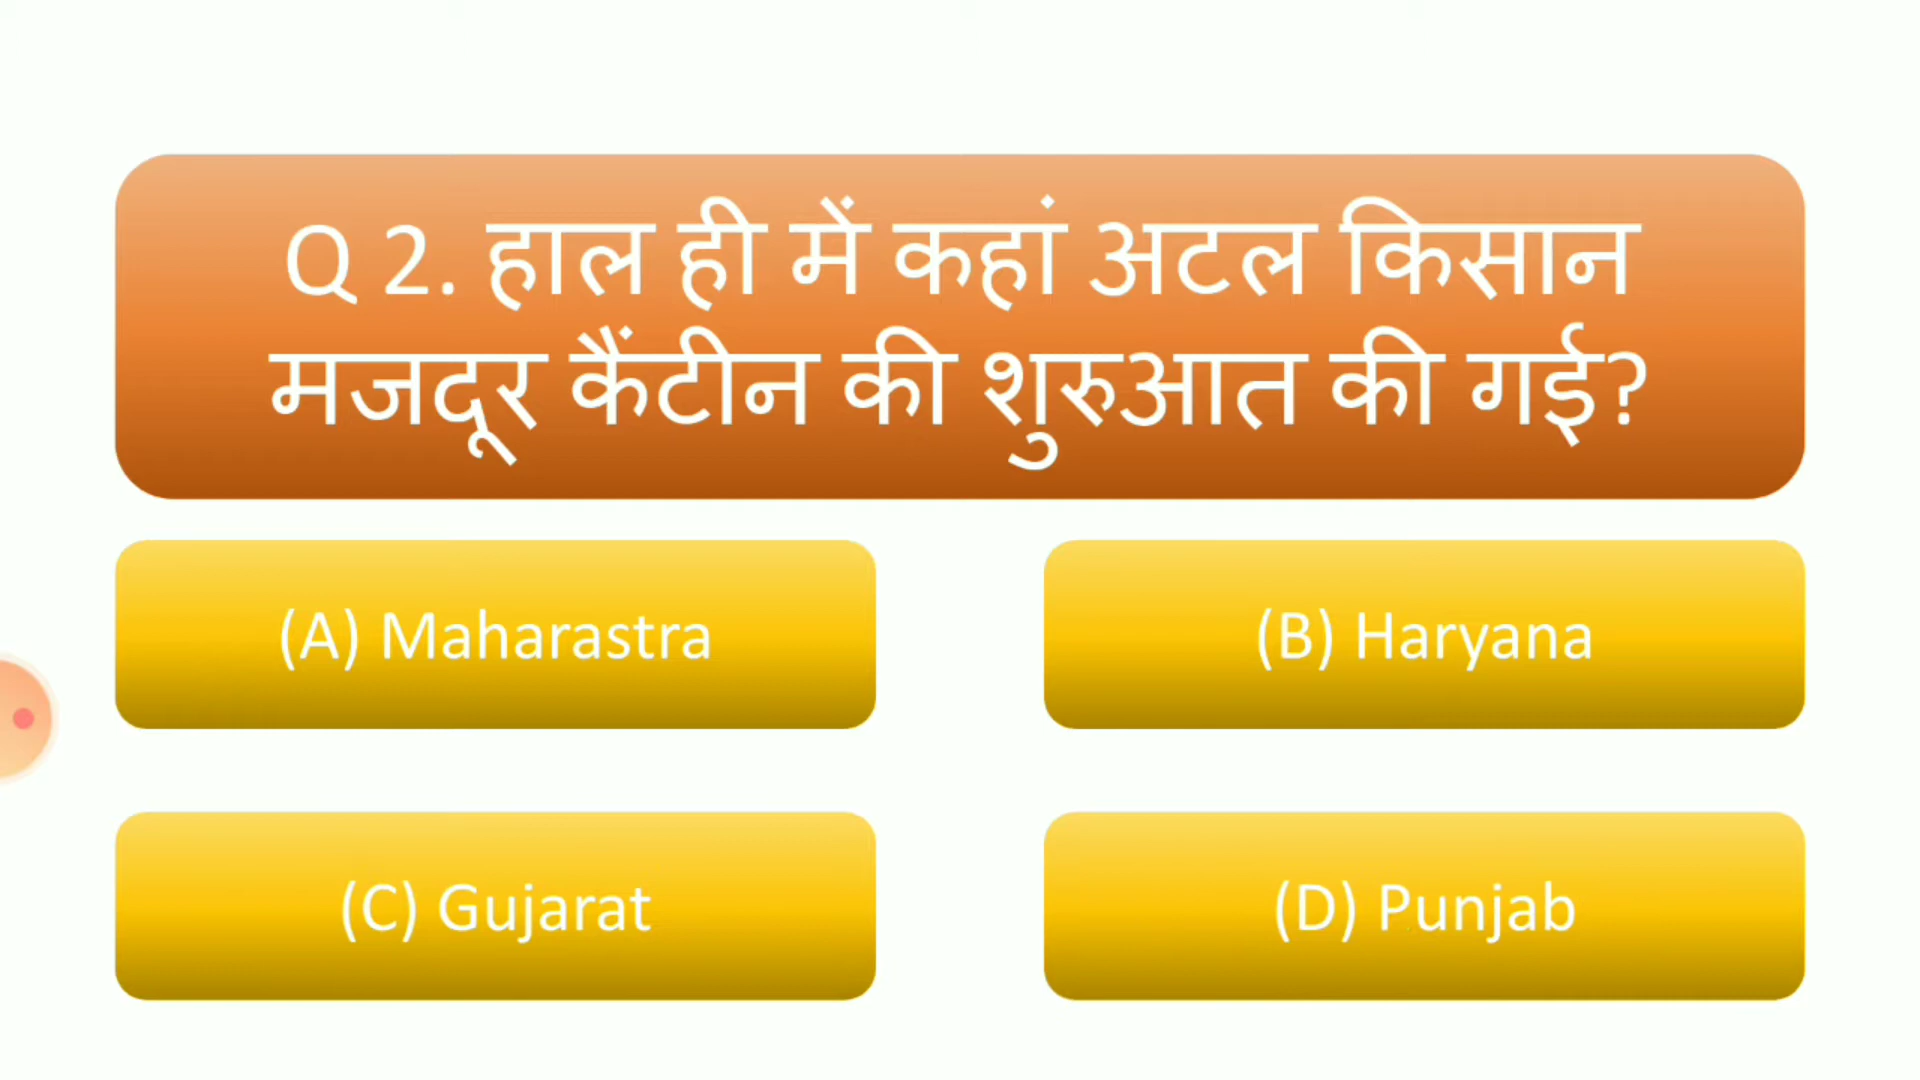 Q 2. हाल ही में कहां अटल किसान
मजदूर कैंटीन की शुरुआत की गई?
(A) Maharastra
(B) Haryana
(C) Gujarat
(D) Punjab